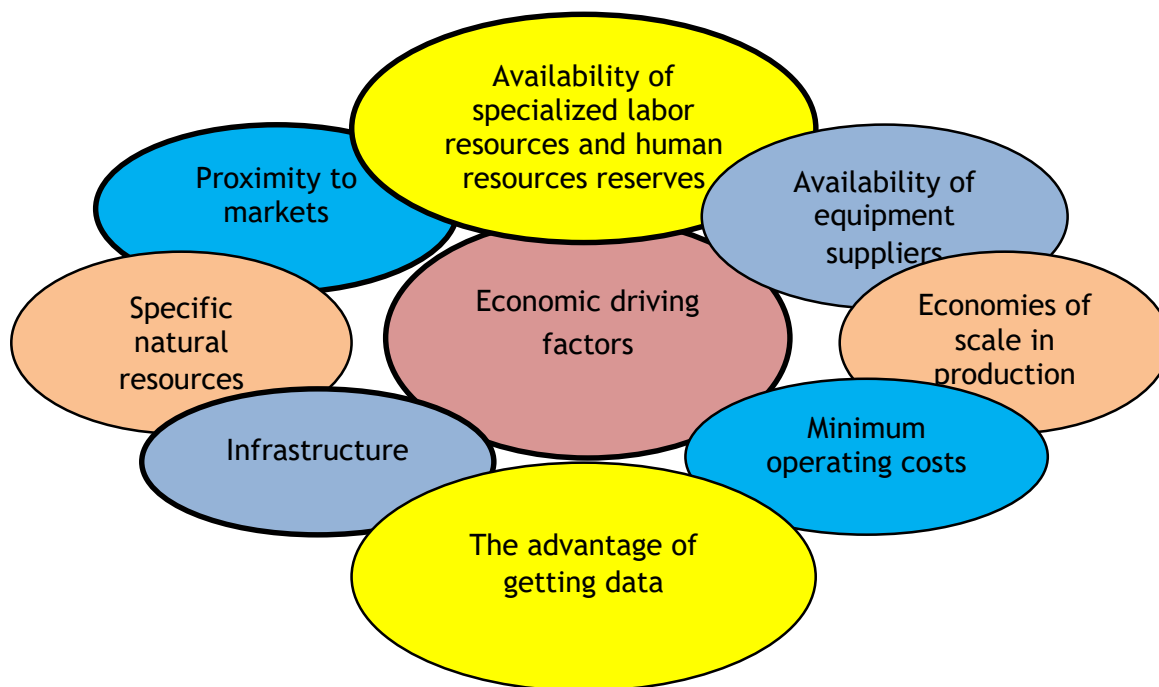 Availability of
specialized labor
resources and human
resources reserves
Proximity to
markets
Availability of
equipment
suppliers
Specific
natural
resources
Economic driving
factors
Economies of
scale in
production
Infrastructure
Minimum
operating costs
The advantage of
getting data